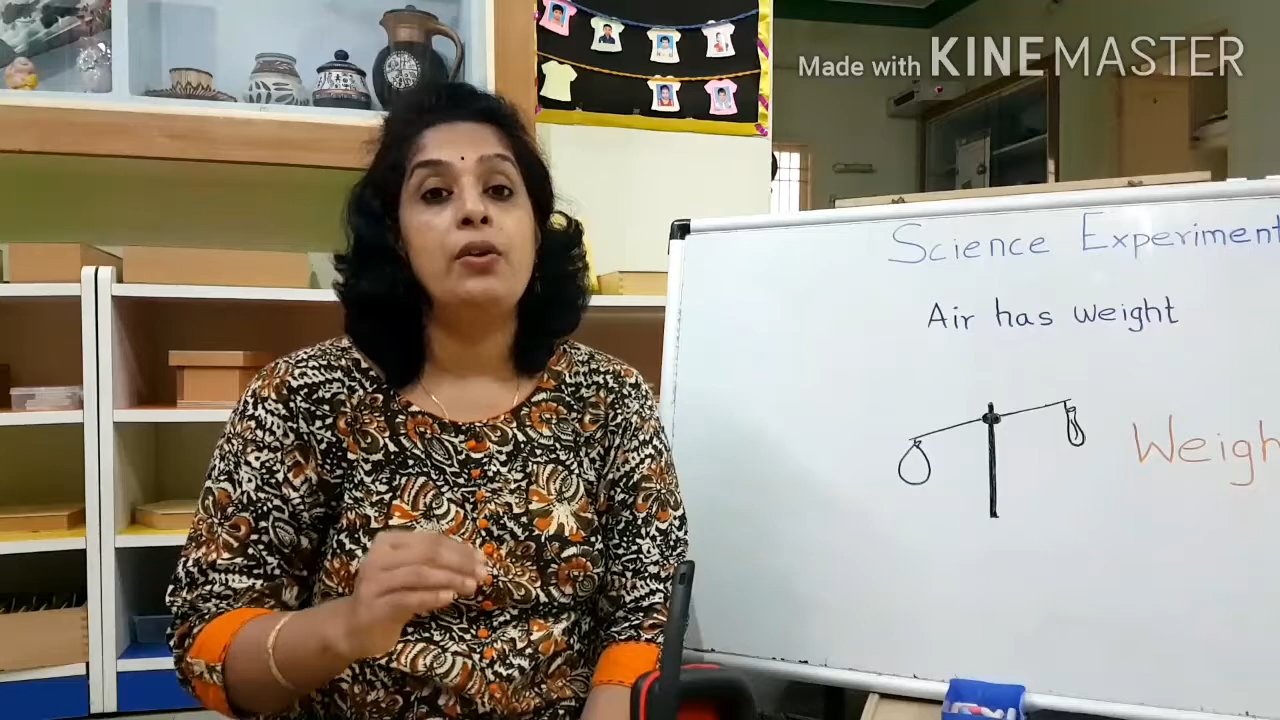 Made with KINEMASTER
Science Experiment
Air has weight
Weigh